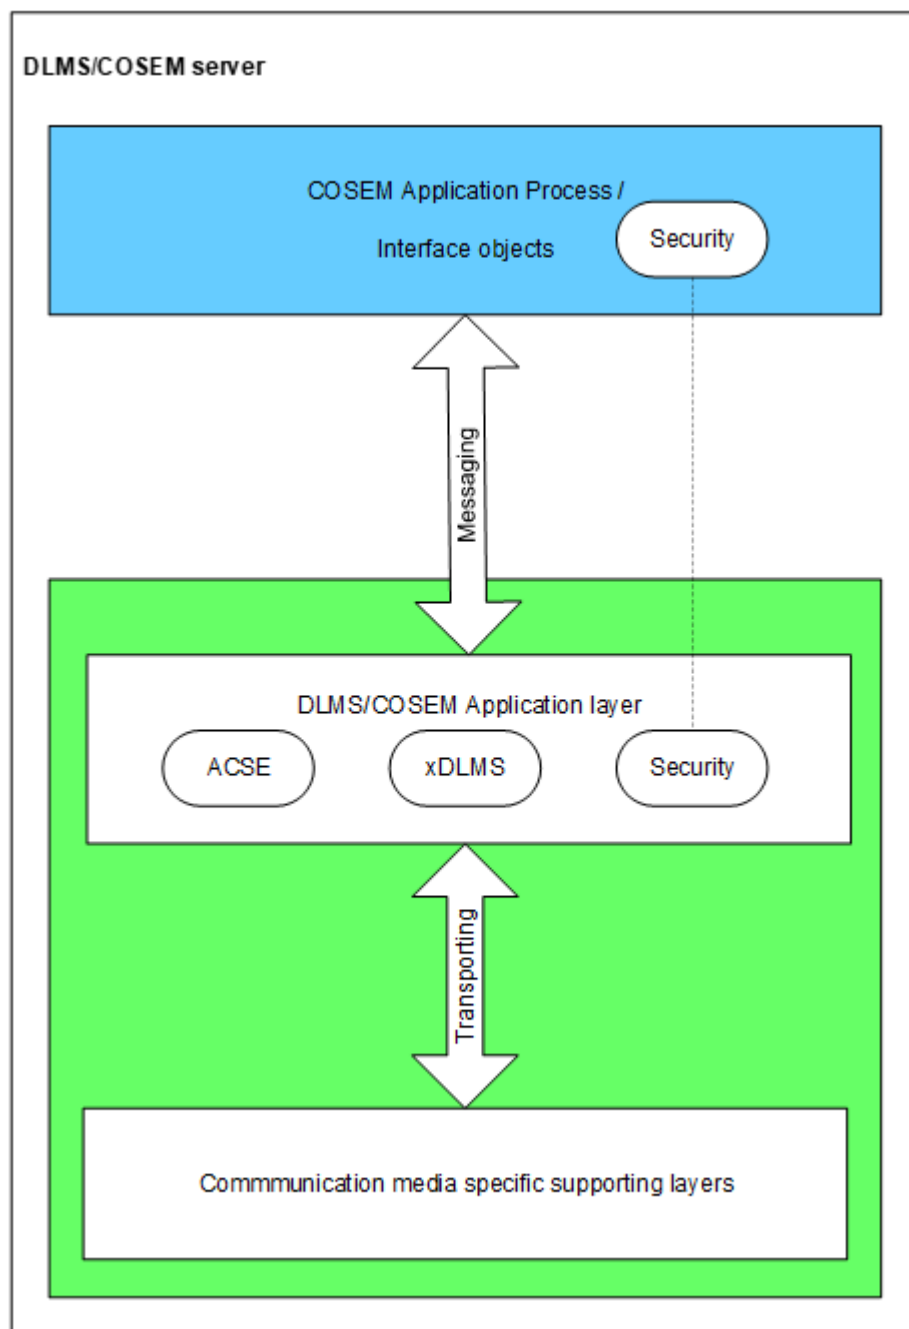 DLMS/COSEM server
COSEM Application Process /
Interface objects
Security
Messaging
DLMS/COSEM Application layer
ACSE
xDLMS
Security
Transporting
Commmunication media specific supporting layers